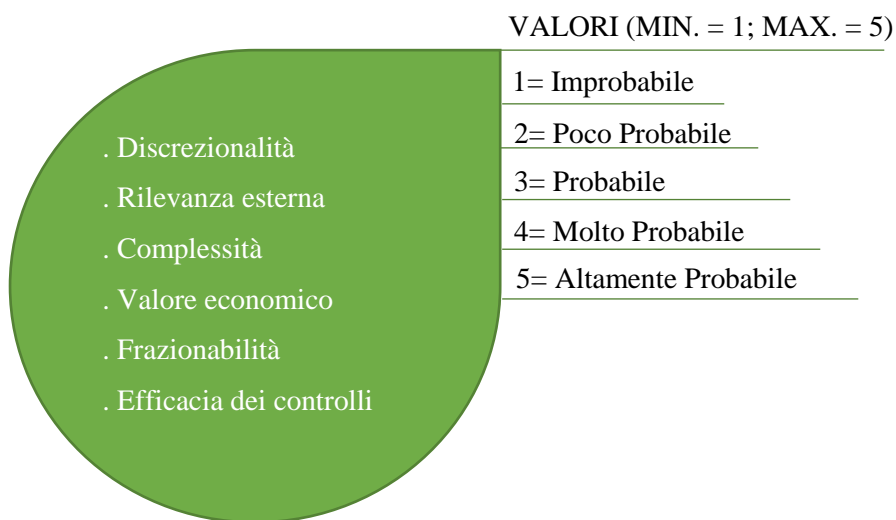 VALORI (MIN. = 1; MAX. = 5)
1= Improbabile
2= Poco Probabile
3= Probabile
4= Molto Probabile
5= Altamente Probabile
. Discrezionalità
. Rilevanza esterna
. Complessità
. Valore economico
. Frazionabilità
. Efficacia dei controlli